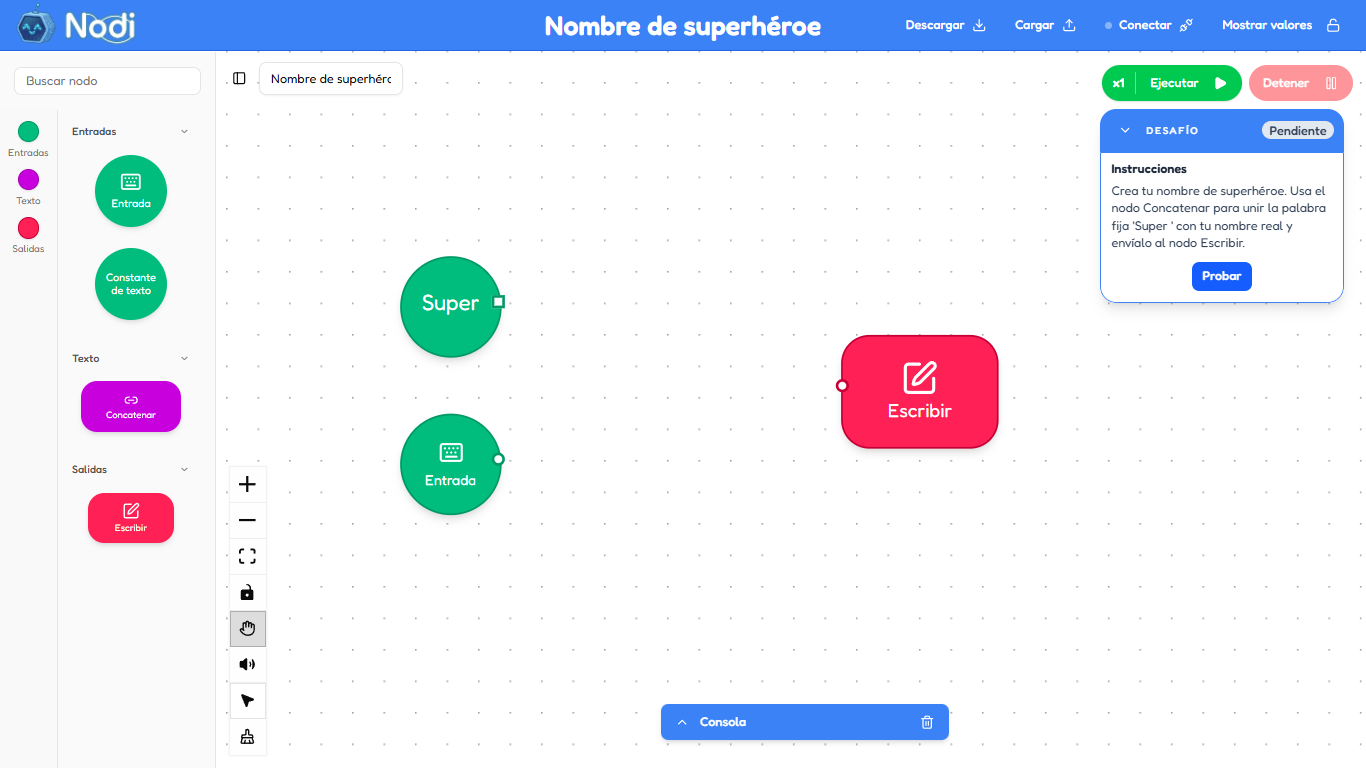 Nodi
Nombre de superhéroe
Descargar
Cargar
Conectar
Mostrar valores
Buscar nodo
Nombre de superhérc
x1
Ejecutar
Detener
Entradas
Texto
Salidas
Entradas
Entrada
Constante
de texto
Texto
Concatenar
Salidas
Escribir
Super
Entrada
Escribir
DESAFÍO
Pendiente
Instrucciones
Crea tu nombre de superhéroe. Usa el
nodo Concatenar para unir la palabra
fija 'Super ' con tu nombre real y
envíalo al nodo Escribir.
Probar
Consola